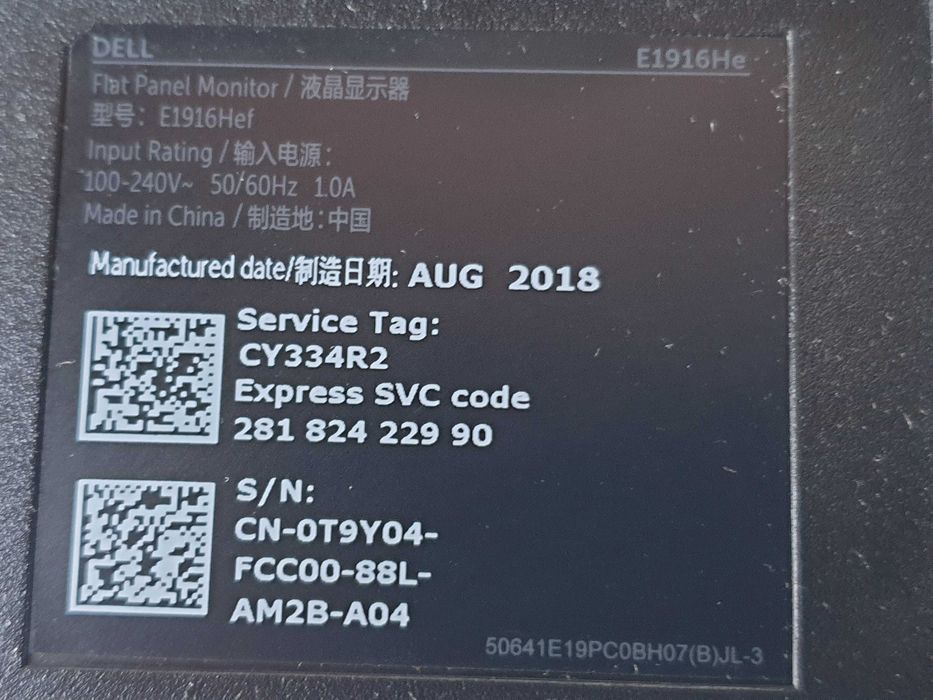 DELL E1916He
Flat Panel Monitor / 液晶显示器
型号: E1916Hef
Input Rating / 输入电源:
100-240V~ 50/60Hz 1.0A
Made in China / 制造地: 中国
Manufactured date/制造日期: AUG 2018
Service Tag:
CY334R2
Express SVC code
281 824 229 90
S/N:
CN-0T9Y04-
FCC00-88L-
AM2B-A04
50641E19PC0BH07(B)JL-3